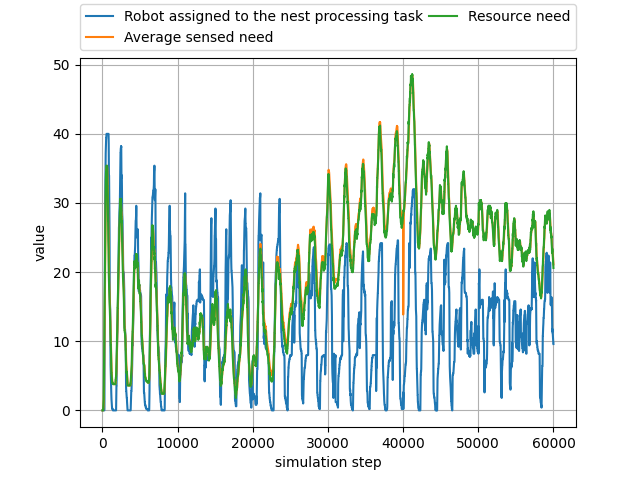 Robot assigned to the nest processing task
Average sensed need
Resource need
50
40
30
20
10
0
value
0 10000 20000 30000 40000 50000 60000
simulation step